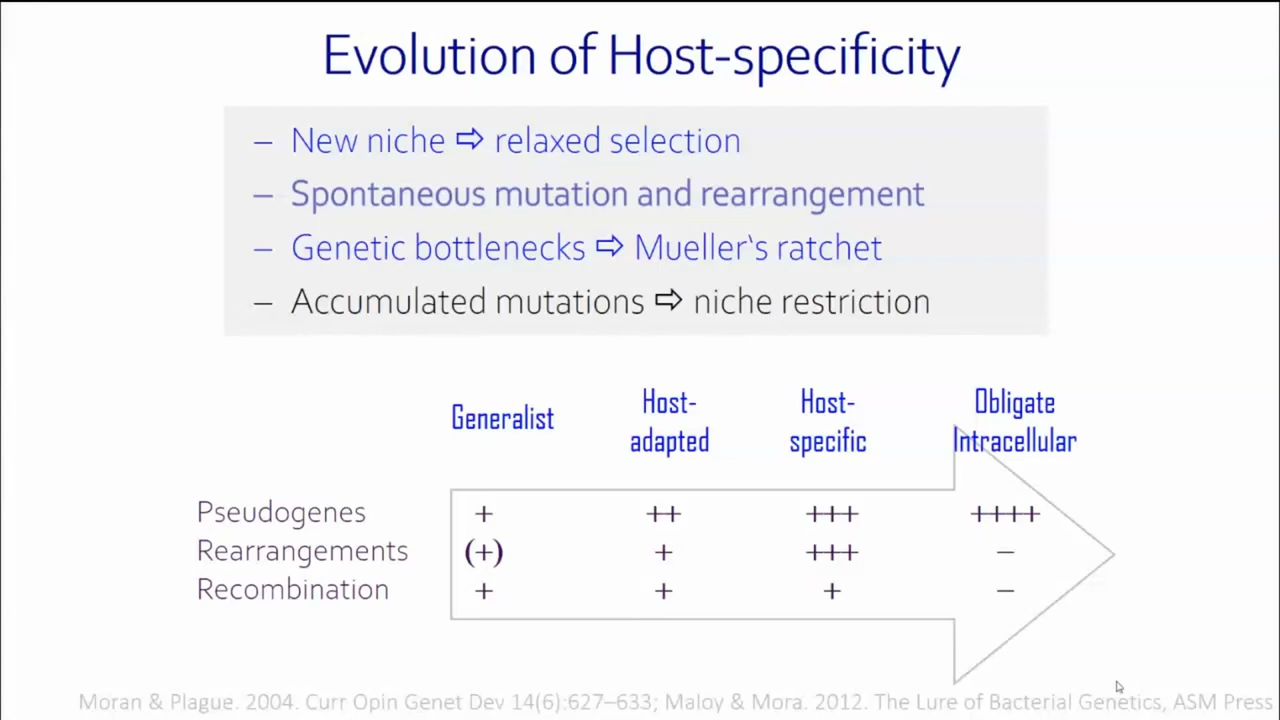 Evolution of Host-specificity
– New niche ⇨ relaxed selection
– Spontaneous mutation and rearrangement
– Genetic bottlenecks ⇨ Mueller‛s ratchet
– Accumulated mutations ⇨ niche restriction
Generalist Host-adapted Host-specific Obligate Intracellular
Pseudogenes + ++ +++ ++++
Rearrangements (+) + +++ –
Recombination + + + –
Moran & Plague. 2004. Curr Opin Genet Dev 14(6):627–633; Maloy & Mora. 2012. The Lure of Bacterial Genetics, ASM Press